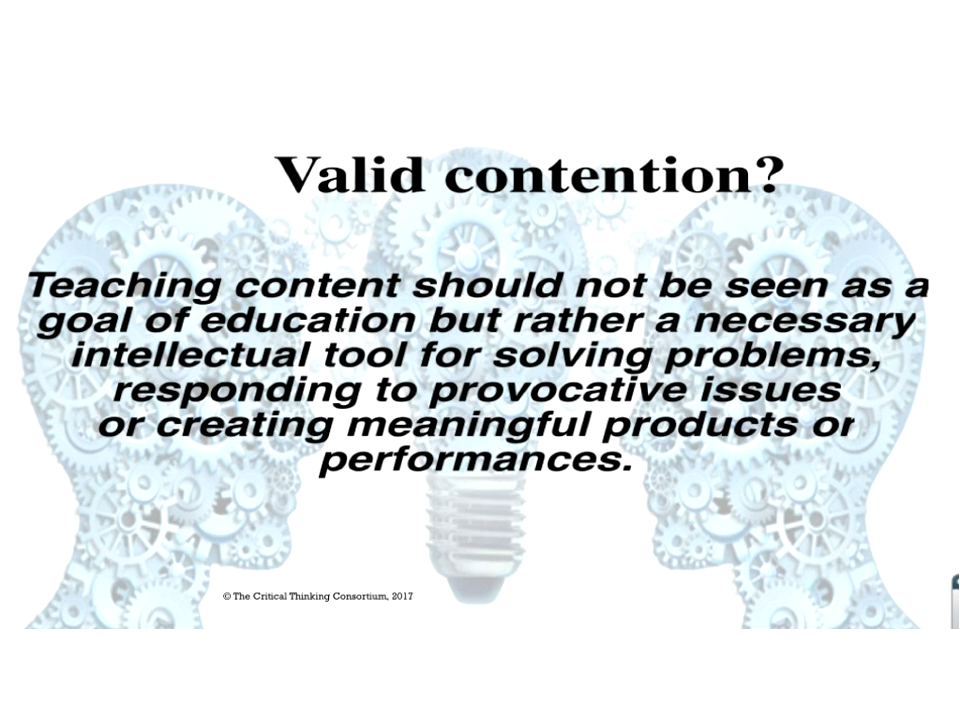 Valid contention?
Teaching content should not be seen as a
goal of education but rather a necessary
intellectual tool for solving problems,
responding to provocative issues
or creating meaningful products or
performances.
© The Critical Thinking Consortium, 2017